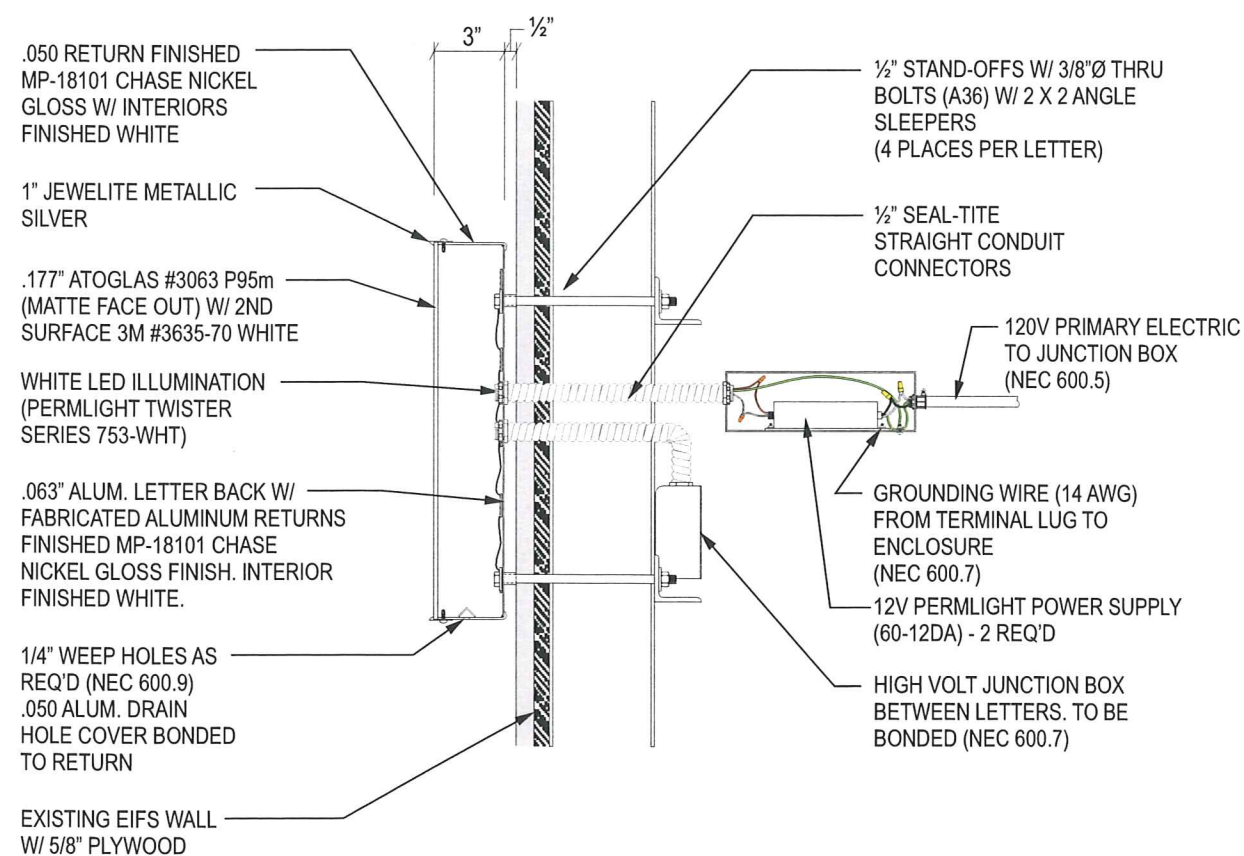 3"
½"
.050 RETURN FINISHED
MP-18101 CHASE NICKEL
GLOSS W/ INTERIORS
FINISHED WHITE
1" JEWELITE METALLIC
SILVER
.177" ATOGLAS #3063 P95m
(MATTE FACE OUT) W/ 2ND
SURFACE 3M #3635-70 WHITE
WHITE LED ILLUMINATION
(PERMLIGHT TWISTER
SERIES 753-WHT)
.063" ALUM. LETTER BACK W/
FABRICATED ALUMINUM RETURNS
FINISHED MP-18101 CHASE
NICKEL GLOSS FINISH. INTERIOR
FINISHED WHITE.
1/4" WEEP HOLES AS
REQ'D (NEC 600.9)
.050 ALUM. DRAIN
HOLE COVER BONDED
TO RETURN
EXISTING EIFS WALL
W/ 5/8" PLYWOOD
½" STAND-OFFS W/ 3/8"Ø THRU
BOLTS (A36) W/ 2 X 2 ANGLE
SLEEPERS
(4 PLACES PER LETTER)
½" SEAL-TITE
STRAIGHT CONDUIT
CONNECTORS
120V PRIMARY ELECTRIC
TO JUNCTION BOX
(NEC 600.5)
GROUNDING WIRE (14 AWG)
FROM TERMINAL LUG TO
ENCLOSURE
(NEC 600.7)
12V PERMLIGHT POWER SUPPLY
(60-12DA) - 2 REQ'D
HIGH VOLT JUNCTION BOX
BETWEEN LETTERS. TO BE
BONDED (NEC 600.7)